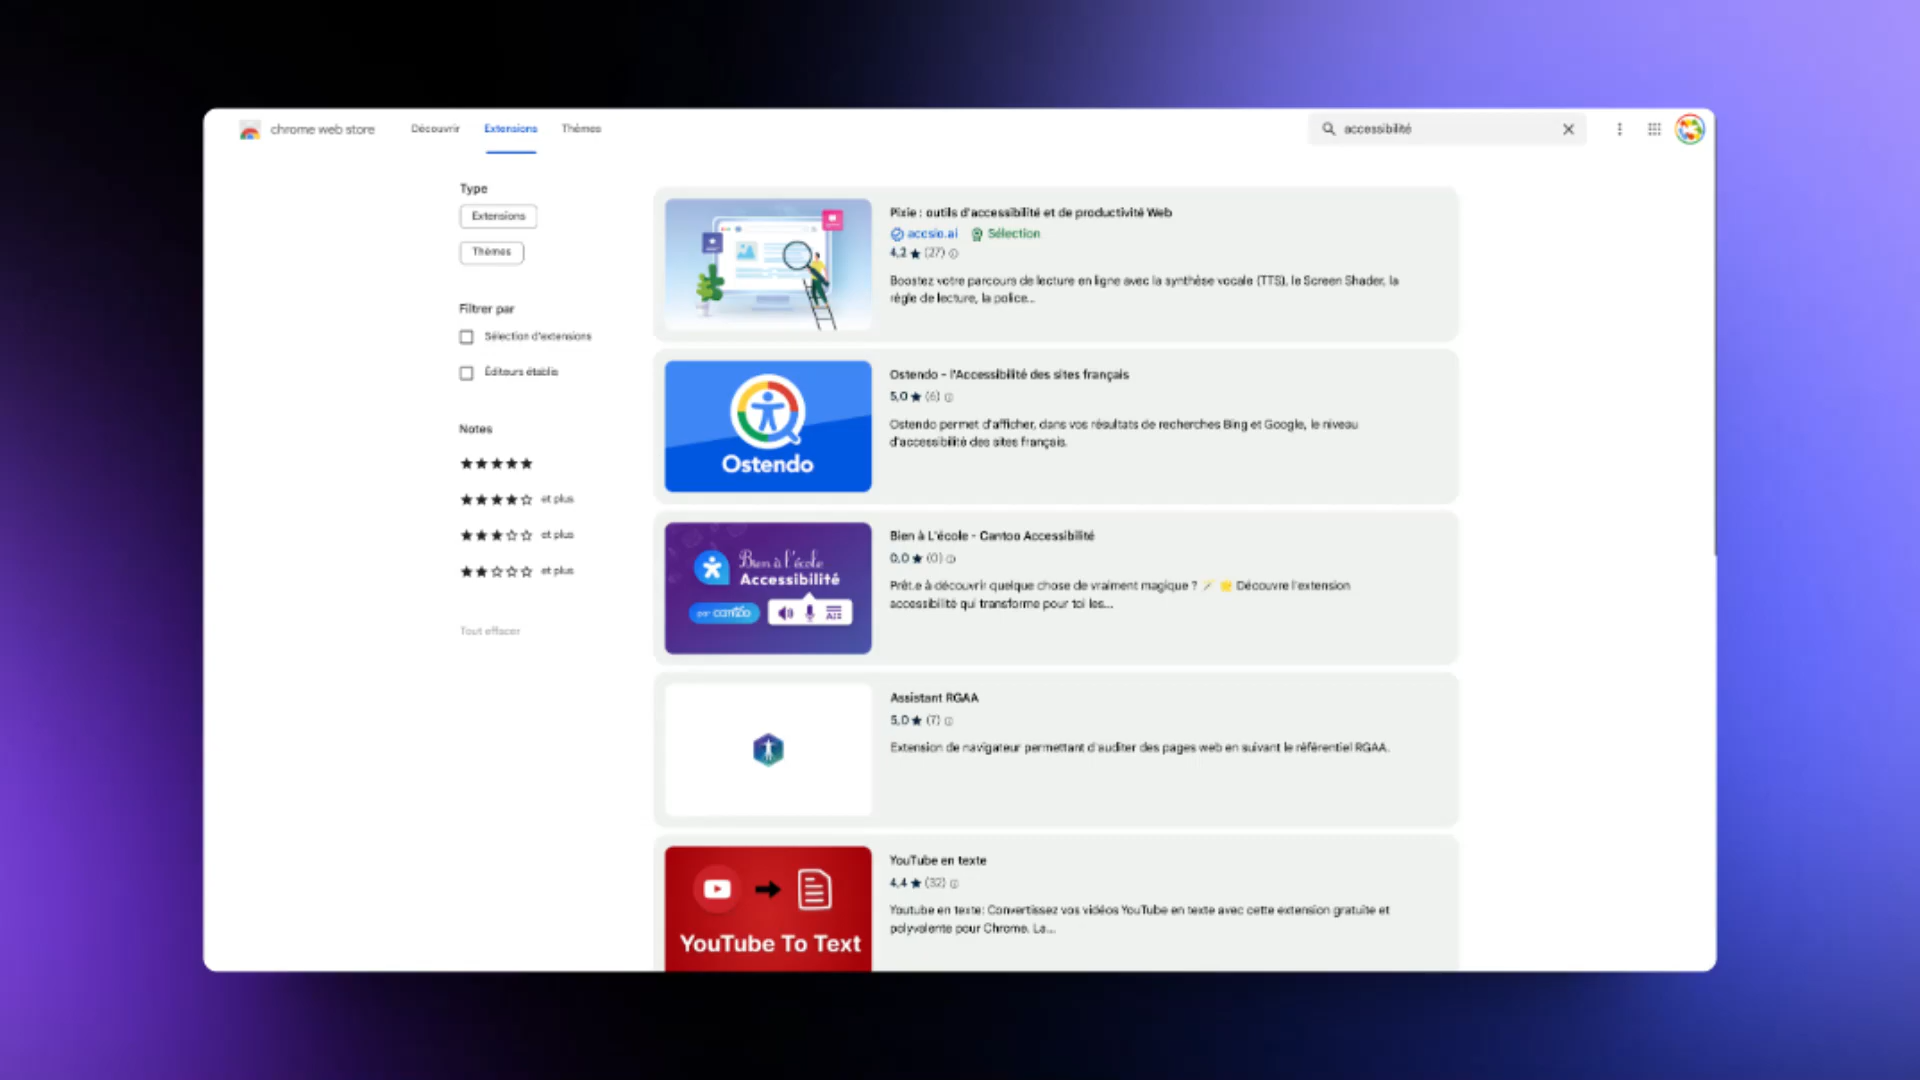 chrome web store
Découvrir
Extensions
Thèmes
accessibilité
Type
Extensions
Thèmes
Filtrer par
Sélection d'extensions
Éditeurs établis
Notes
et plus
et plus
et plus
Tout effacer
Pixie : outils d'accessibilité et de productivité Web
accsio.ai Sélection
4,2 ★ (27)
Boostez votre parcours de lecture en ligne avec la synthèse vocale (TTS), le Screen Shader, la
règle de lecture, la police...
Ostendo
Ostendo - l'Accessibilité des sites français
5,0 ★ (6)
Ostendo permet d'afficher, dans vos résultats de recherches Bing et Google, le niveau
d'accessibilité des sites français.
Bien à l'école
Accessibilité
par cantoo
Bien à L'école - Cantoo Accessibilité
0,0 ★ (0)
Prêt.e à découvrir quelque chose de vraiment magique ? 🪄 🌟 Découvre l'extension
accessibilité qui transforme pour toi les...
Assistant RGAA
5,0 ★ (7)
Extension de navigateur permettant d'auditer des pages web en suivant le référentiel RGAA.
YouTube To Text
YouTube en texte
4,4 ★ (32)
Youtube en texte: Convertissez vos vidéos YouTube en texte avec cette extension gratuite et
polyvalente pour Chrome. La...